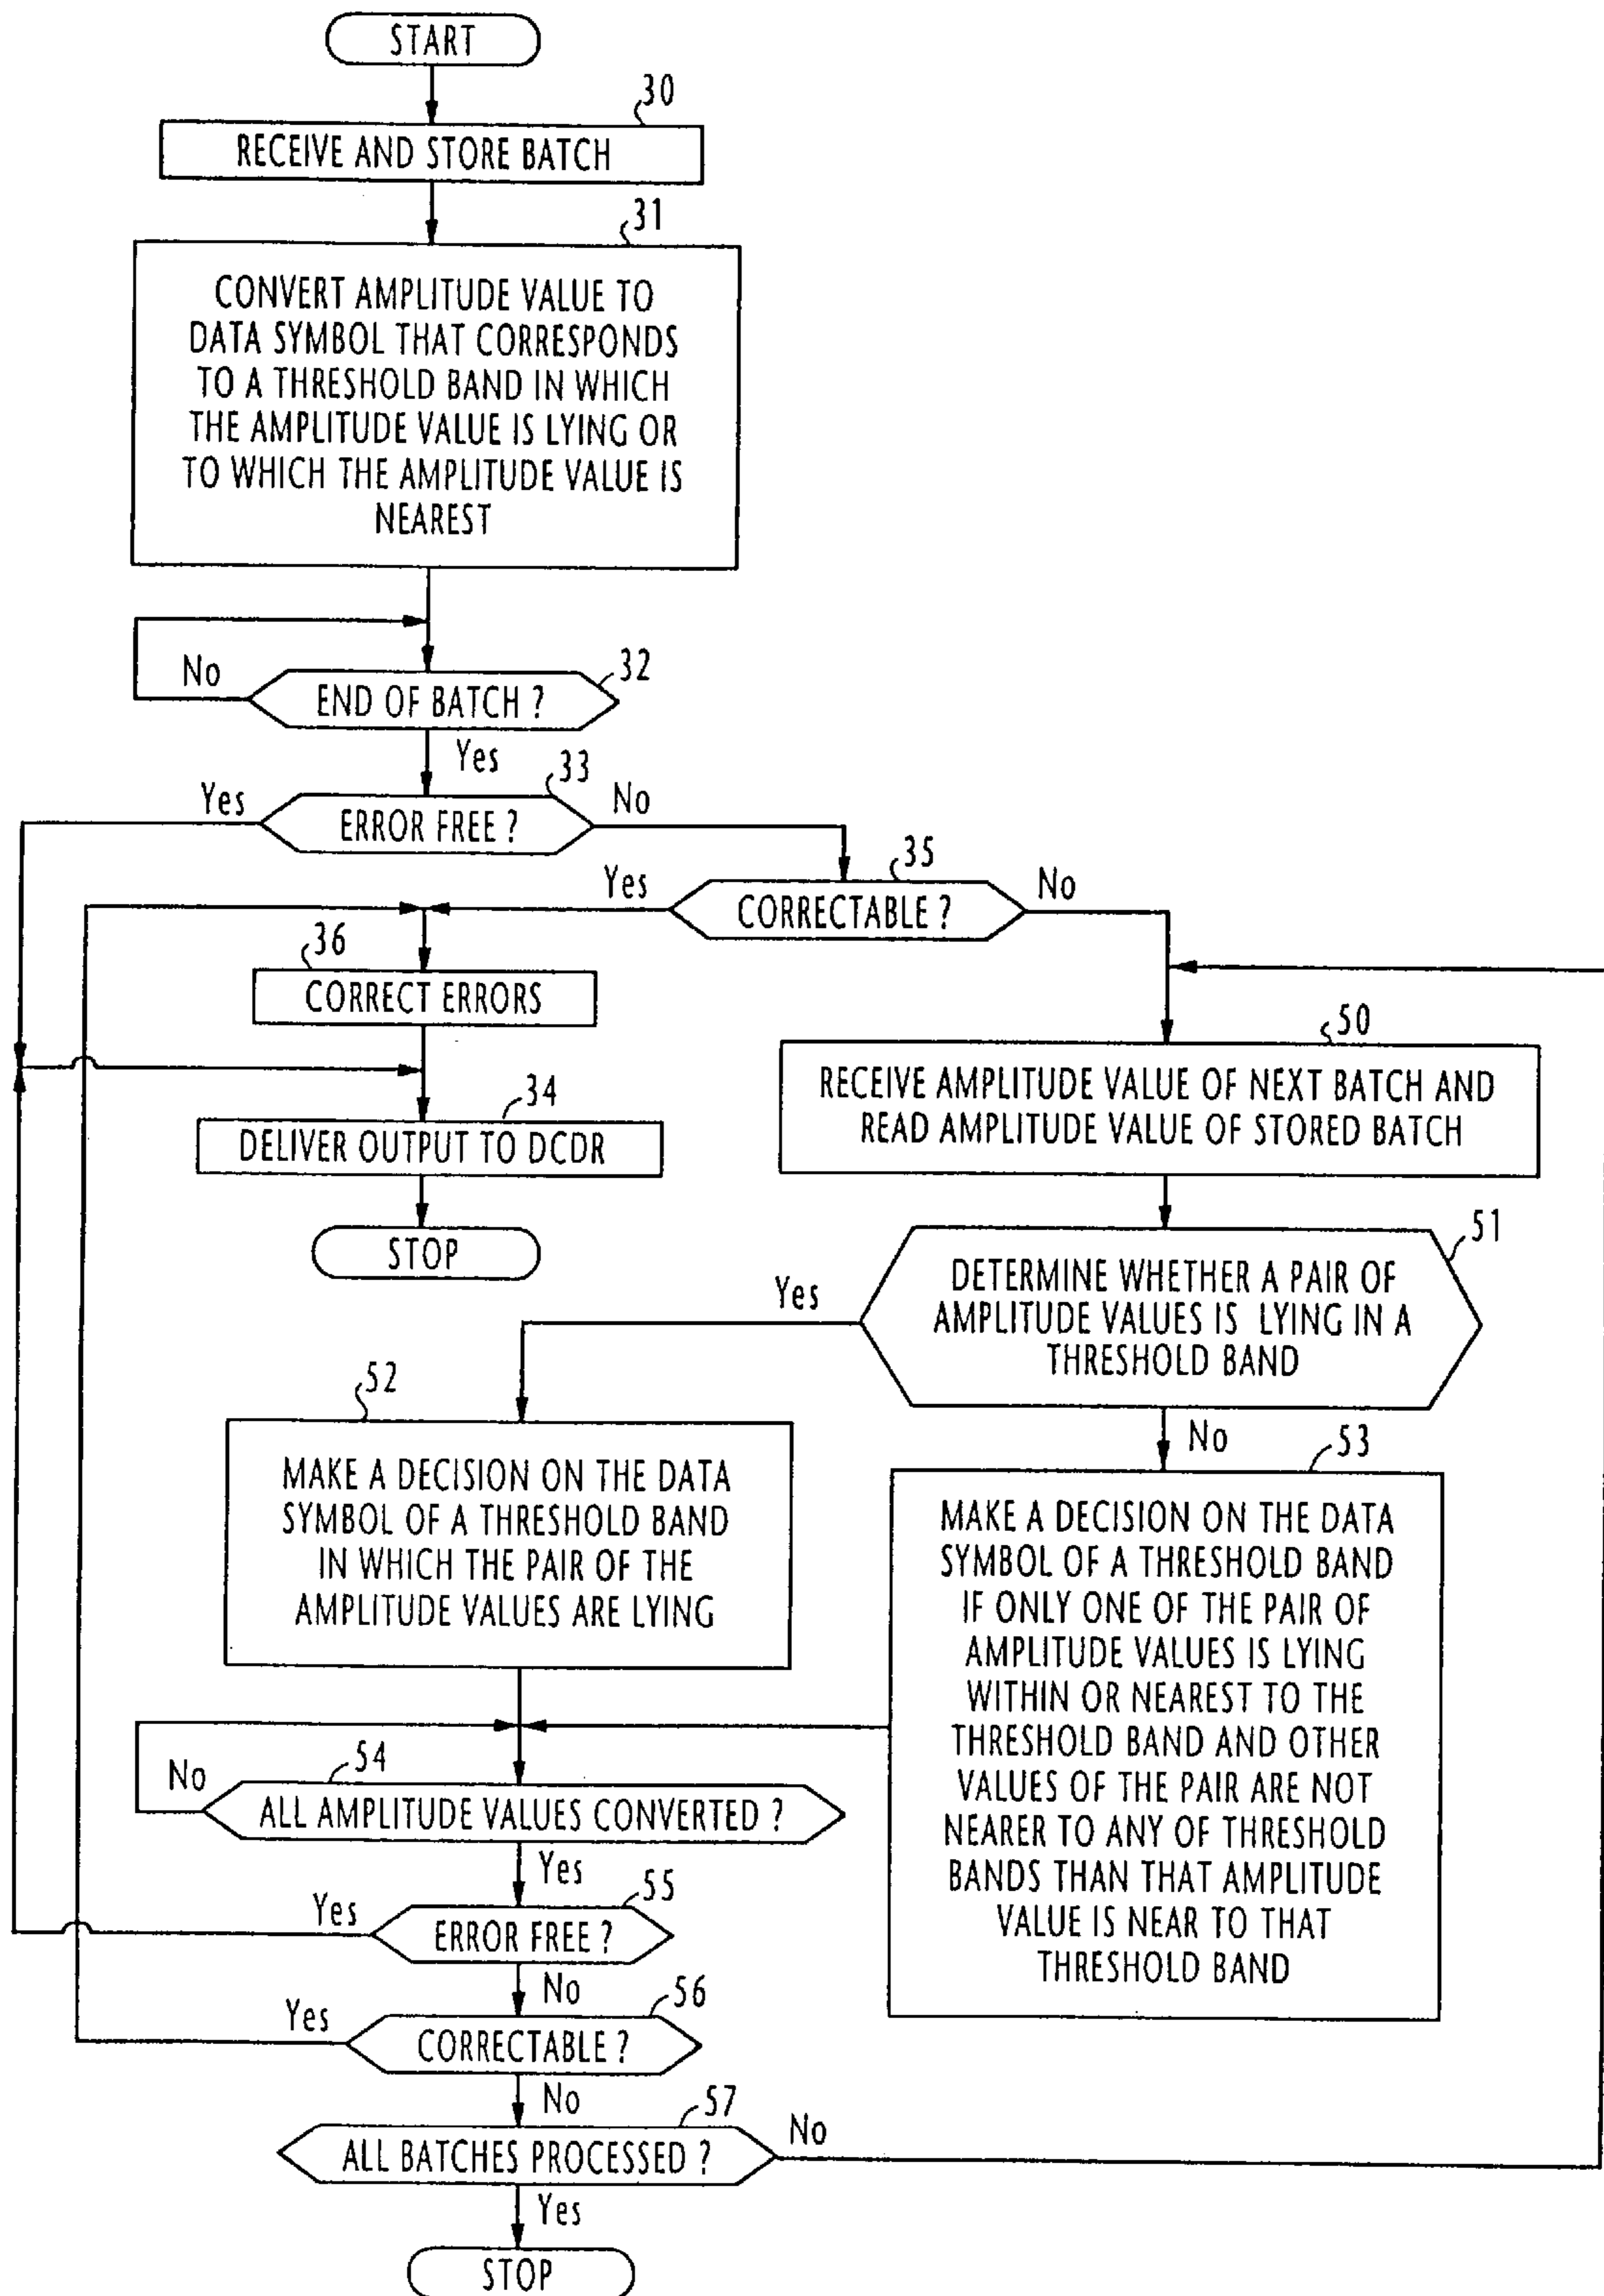 START
30
RECEIVE AND STORE BATCH
31
CONVERT AMPLITUDE VALUE TO
DATA SYMBOL THAT CORRESPONDS
TO A THRESHOLD BAND IN WHICH
THE AMPLITUDE VALUE IS LYING OR
TO WHICH THE AMPLITUDE VALUE IS
NEAREST
No
32
END OF BATCH ?
Yes
33
Yes
ERROR FREE ?
No
35
Yes
CORRECTABLE ?
No
36
CORRECT ERRORS
50
RECEIVE AMPLITUDE VALUE OF NEXT BATCH AND
READ AMPLITUDE VALUE OF STORED BATCH
34
DELIVER OUTPUT TO DCDR
STOP
51
DETERMINE WHETHER A PAIR OF
AMPLITUDE VALUES IS LYING IN A
THRESHOLD BAND
Yes
No
52
MAKE A DECISION ON THE DATA
SYMBOL OF A THRESHOLD BAND
IN WHICH THE PAIR OF THE
AMPLITUDE VALUES ARE LYING
53
MAKE A DECISION ON THE DATA
SYMBOL OF A THRESHOLD BAND
IF ONLY ONE OF THE PAIR OF
AMPLITUDE VALUES IS LYING
WITHIN OR NEAREST TO THE
THRESHOLD BAND AND OTHER
VALUES OF THE PAIR ARE NOT
NEARER TO ANY OF THRESHOLD
BANDS THAN THAT AMPLITUDE
VALUE IS NEAR TO THAT
THRESHOLD BAND
54
No
ALL AMPLITUDE VALUES CONVERTED ?
Yes
55
Yes
ERROR FREE ?
No
56
Yes
CORRECTABLE ?
No
57
ALL BATCHES PROCESSED ?
No
Yes
STOP